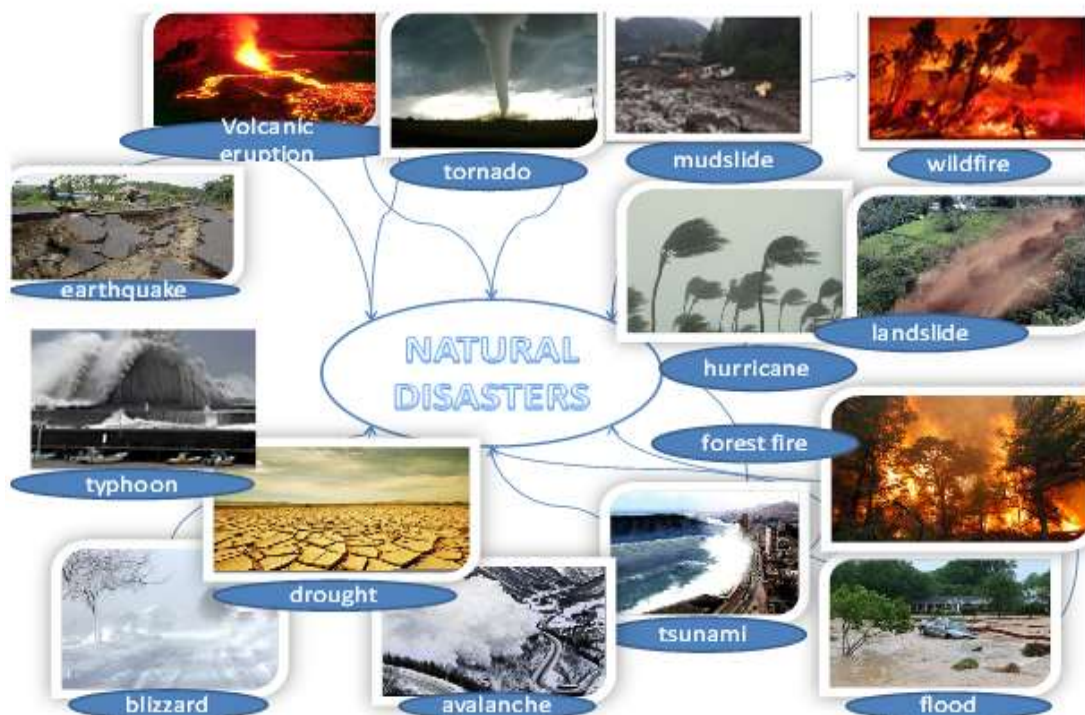 Volcanic
eruption
tornado
mudslide
wildfire
earthquake
landslide
NATURAL
DISASTERS
hurricane
forest fire
typhoon
drought
tsunami
blizzard
avalanche
flood